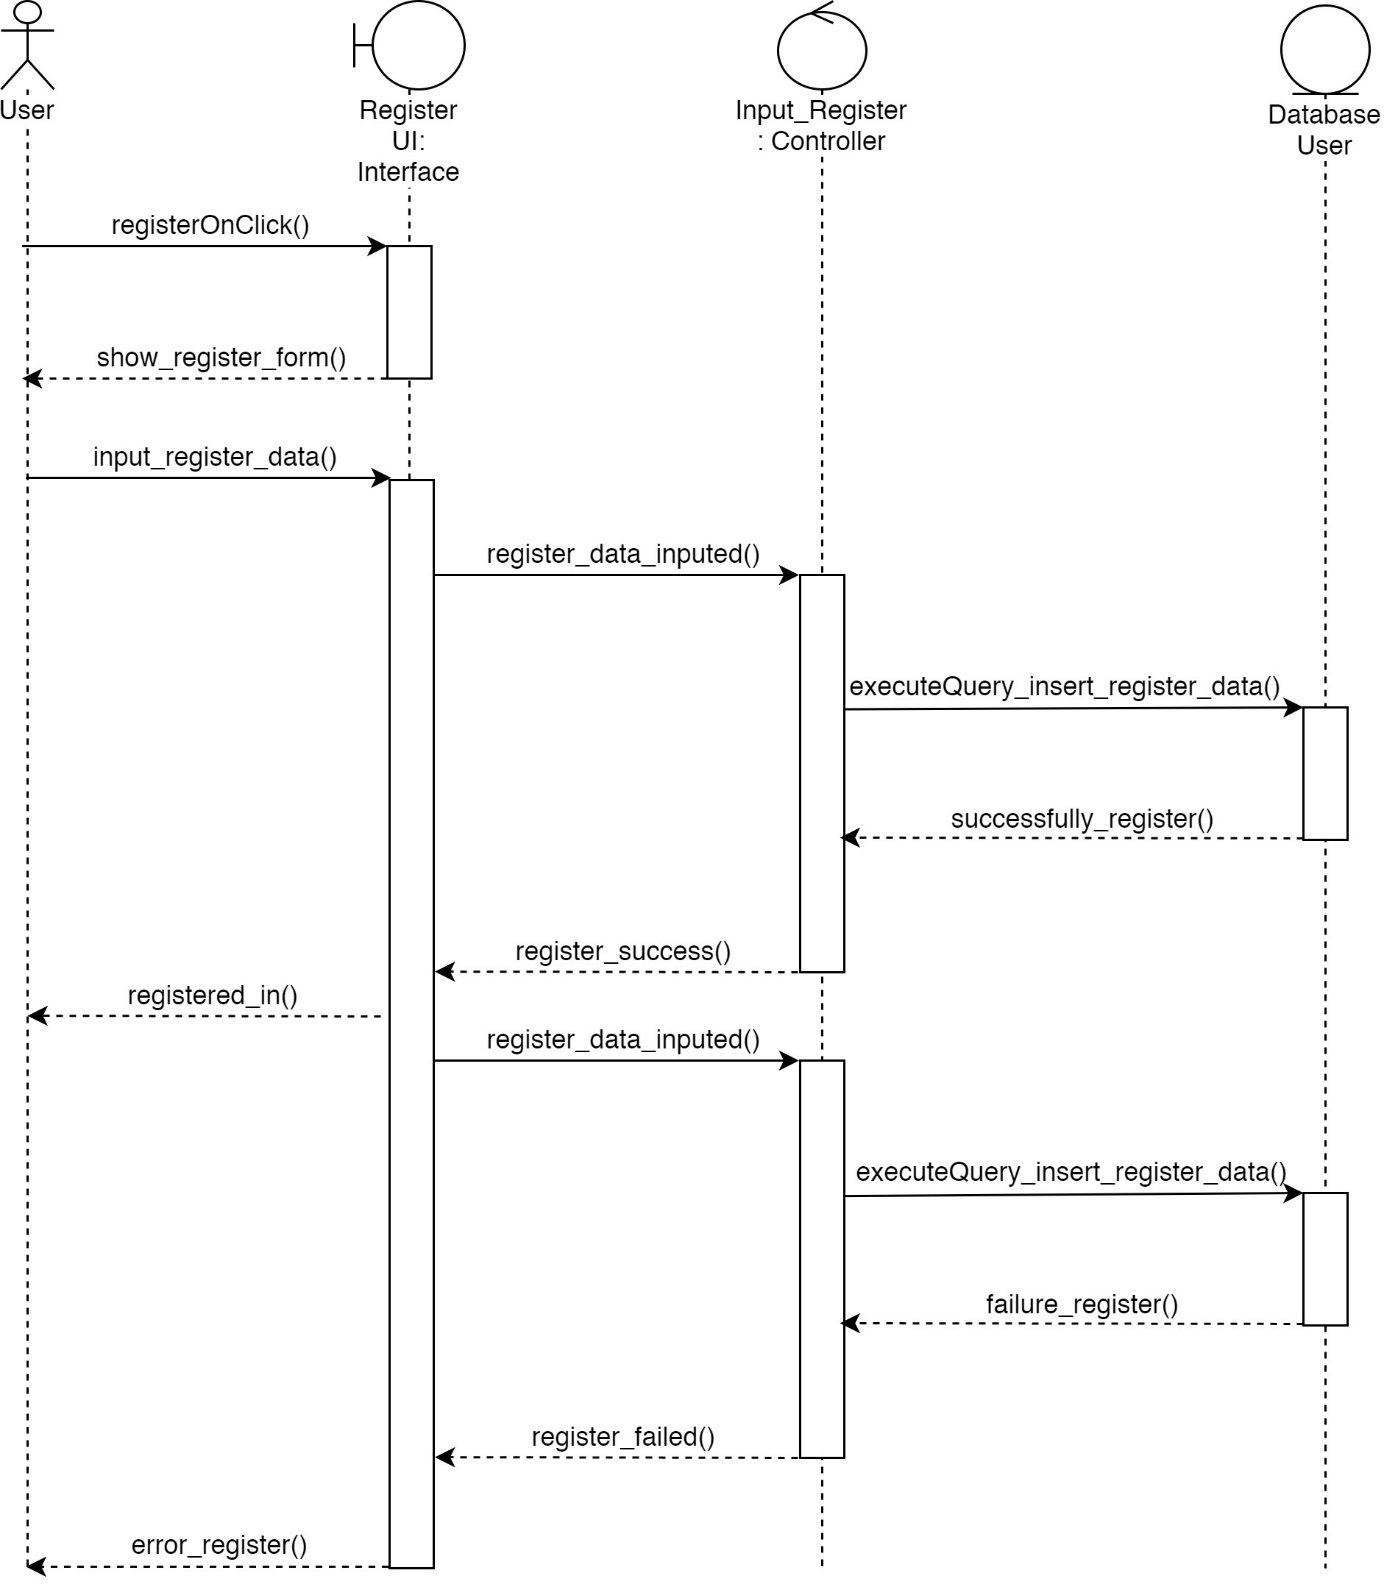 User
Register
UI:
Interface
Input_Register
: Controller
Database
User
registerOnClick()
show_register_form()
input_register_data()
register_data_inputed()
executeQuery_insert_register_data()
successfully_register()
register_success()
registered_in()
register_data_inputed()
executeQuery_insert_register_data()
failure_register()
register_failed()
error_register()